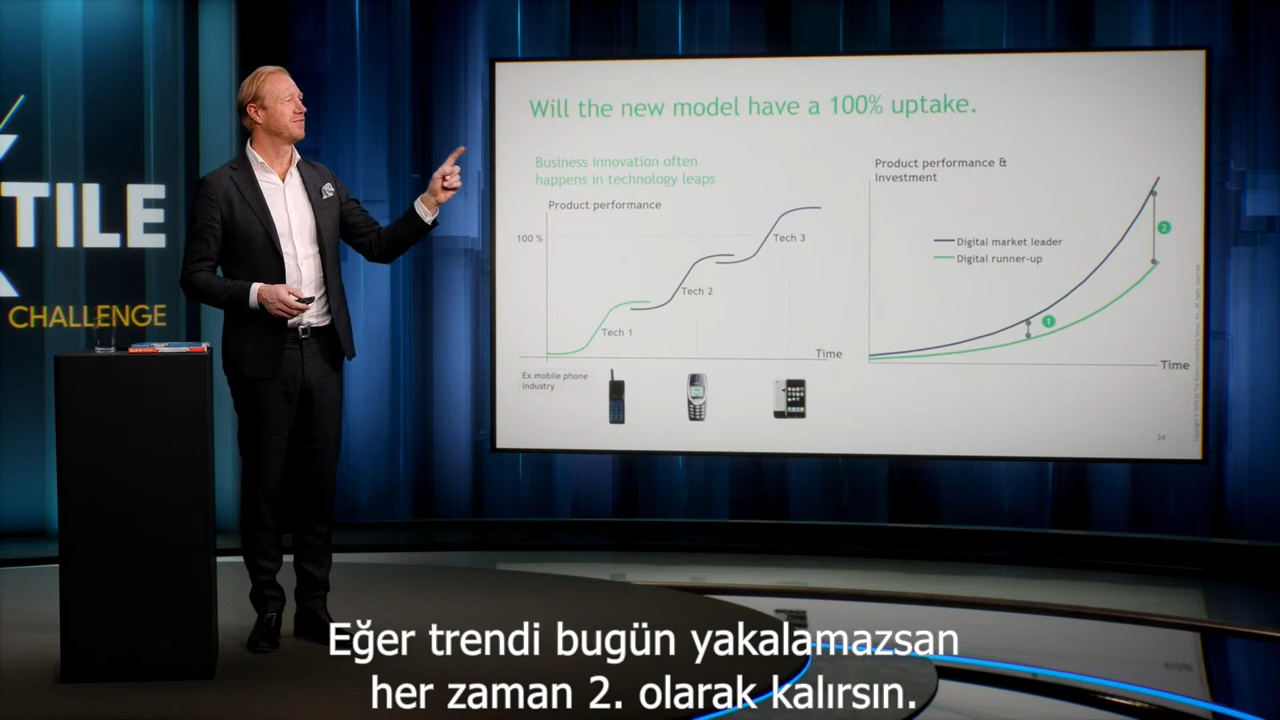 TILE
CHALLENGE
Will the new model have a 100% uptake.
Business innovation often
happens in technology leaps
Product performance
100 %
Tech 1
Tech 2
Tech 3
Time
Ex mobile phone
industry
Product performance &
Investment
Digital market leader
Digital runner-up
2
1
Time
34
Eğer trendi bugün yakalamazsan
her zaman 2. olarak kalırsın.